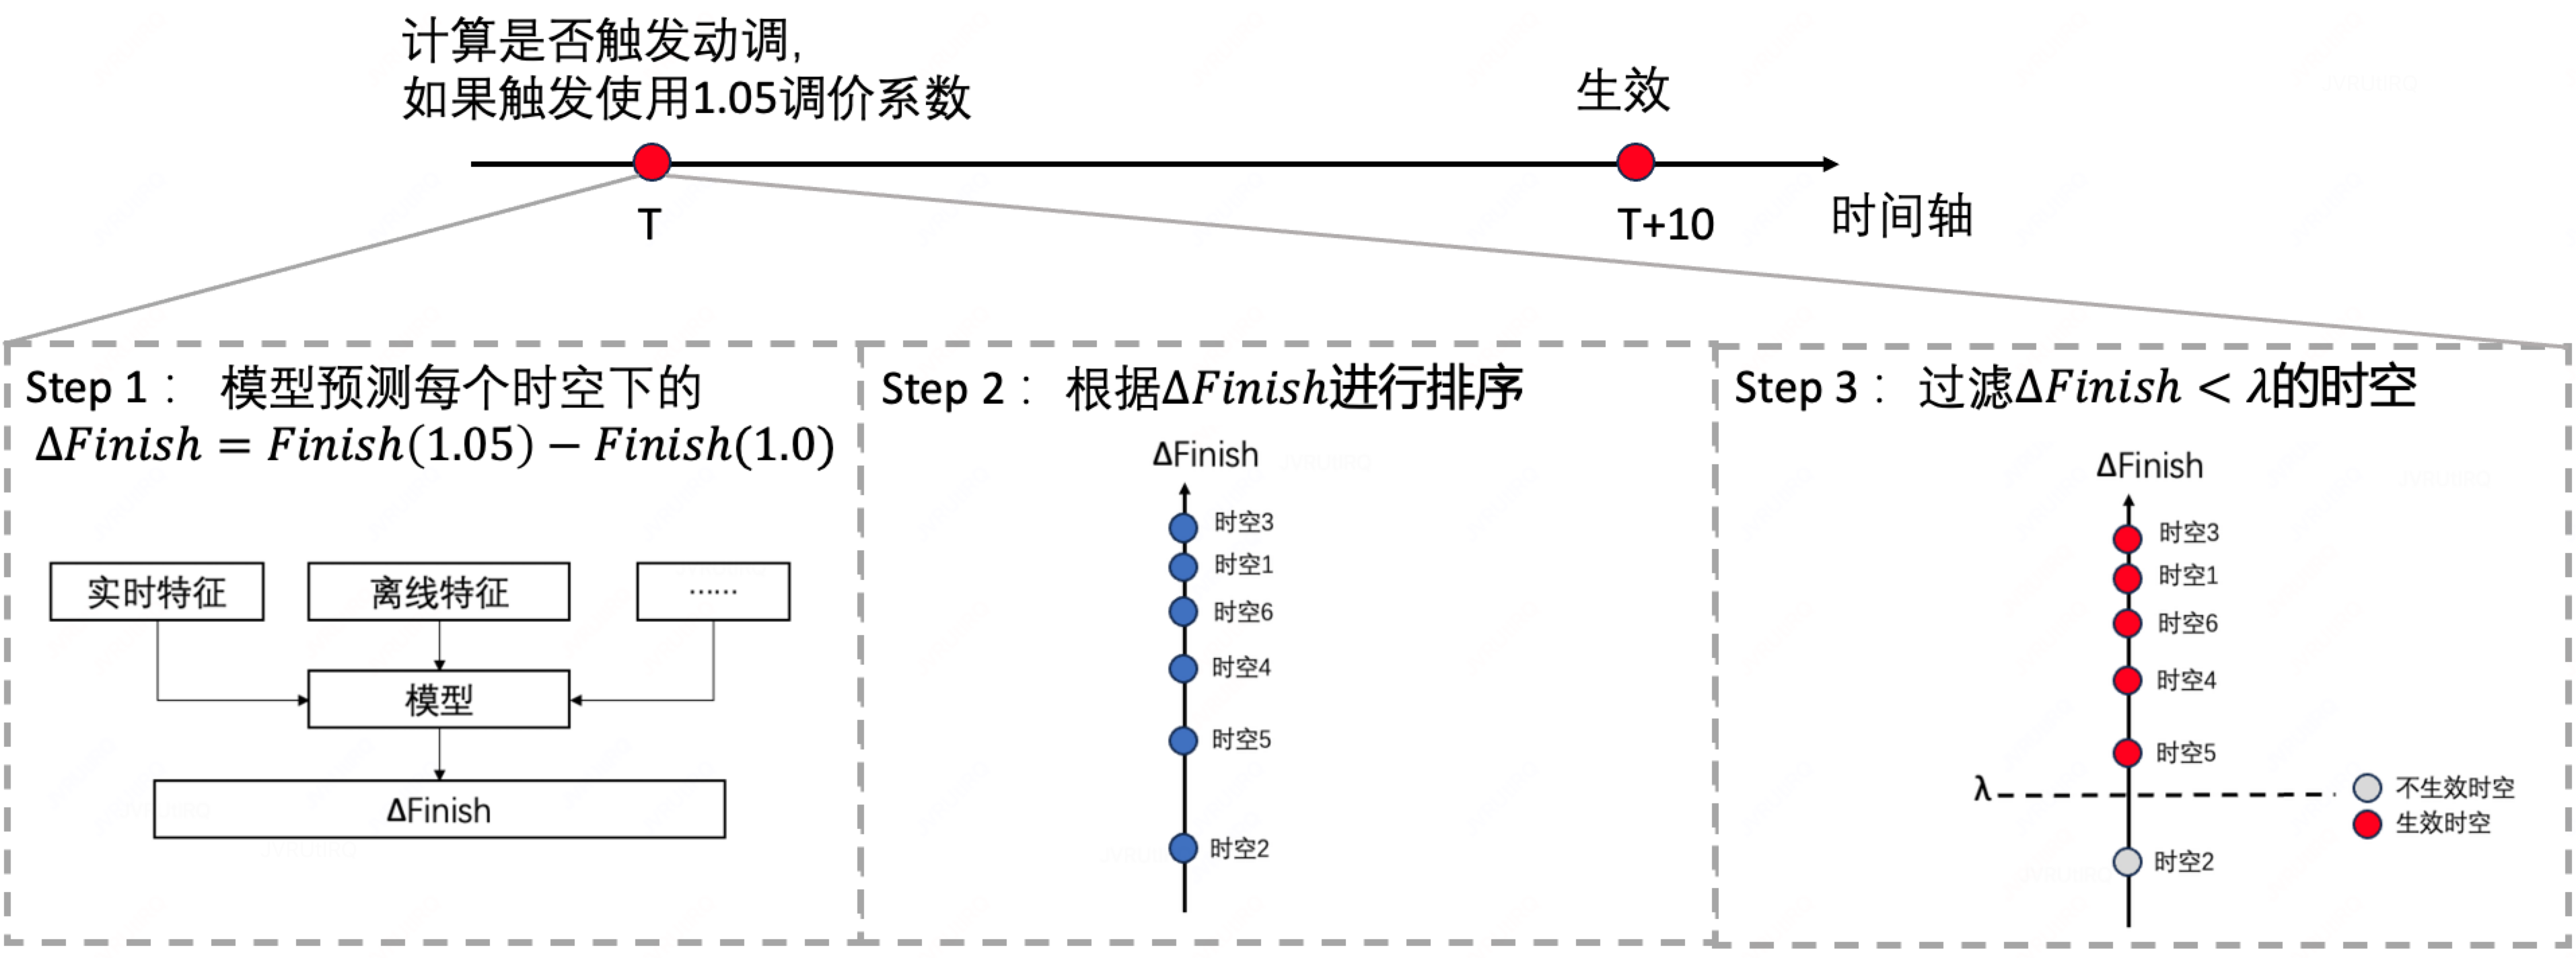 计算是否触发动调,
如果触发使用1.05调价系数
生效
T
T+10
时间轴
Step 1： 模型预测每个时空下的
ΔFinish = Finish(1.05) − Finish(1.0)
实时特征
离线特征
……
模型
ΔFinish
Step 2： 根据ΔFinish进行排序
ΔFinish
时空3
时空1
时空6
时空4
时空5
时空2
Step 3： 过滤ΔFinish < λ的时空
ΔFinish
时空3
时空1
时空6
时空4
时空5
λ
不生效时空
生效时空
时空2